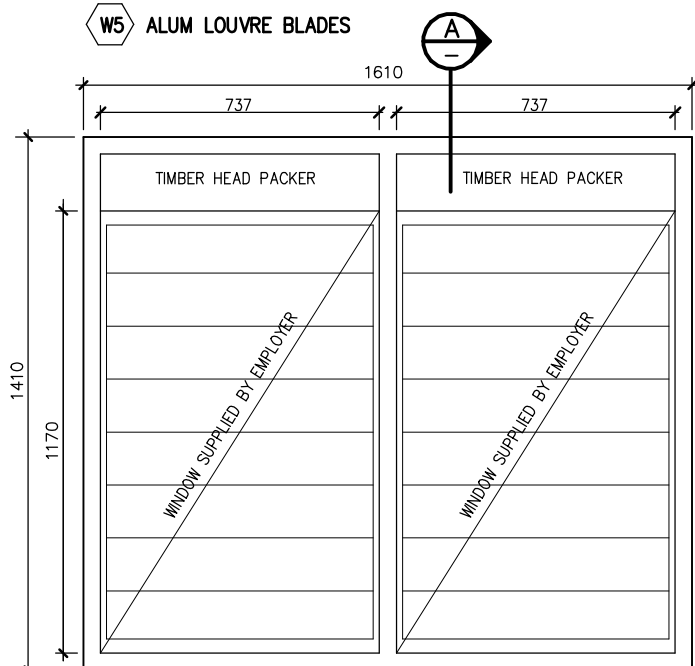 W5 ALUM LOUVRE BLADES
A
–
1610
737
737
TIMBER HEAD PACKER
TIMBER HEAD PACKER
1410
1170
WINDOW SUPPLIED BY EMPLOYER
WINDOW SUPPLIED BY EMPLOYER